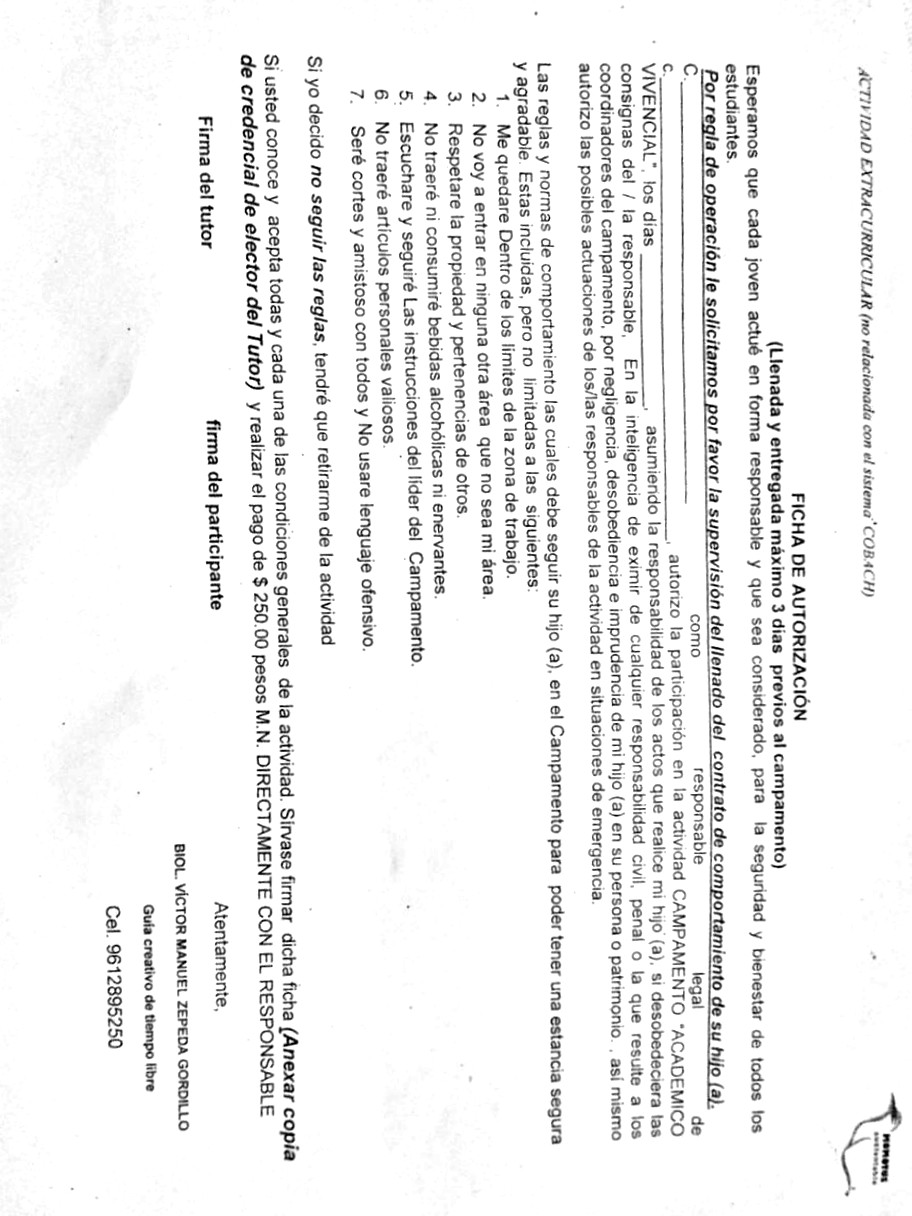 ACTIVIDAD EXTRACURRICULAR (no relacionada con el sistema COBACH)
MOMOTUS
sustentable
FICHA DE AUTORIZACIÓN
(Llenada y entregada máximo 3 días previos al campamento)
Esperamos que cada joven actué en forma responsable y que sea considerado, para la seguridad y bienestar de todos los
estudiantes.
Por regla de operación le solicitamos por favor la supervisión del llenado del contrato de comportamiento de su hijo (a).
C. ______________________ como responsable legal de
c. ______________________, autorizo la participación en la actividad CAMPAMENTO "ACADEMICO
VIVENCIAL", los días ______________, asumiendo la responsabilidad de los actos que realice mi hijo (a), si desobedeciera las
consignas del / la responsable, En la inteligencia de eximir de cualquier responsabilidad civil, penal o la que resulte a los
coordinadores del campamento, por negligencia, desobediencia e imprudencia de mi hijo (a) en su persona o patrimonio. , así mismo
autorizo las posibles actuaciones de los/las responsables de la actividad en situaciones de emergencia.
Las reglas y normas de comportamiento las cuales debe seguir su hijo (a), en el Campamento para poder tener una estancia segura
y agradable. Estas incluidas, pero no limitadas a las siguientes:
1. Me quedare Dentro de los limites de la zona de trabajo.
2. No voy a entrar en ninguna otra área que no sea mi área.
3. Respetare la propiedad y pertenencias de otros.
4. No traeré ni consumiré bebidas alcohólicas ni enervantes.
5. Escuchare y seguiré Las instrucciones del líder del Campamento.
6. No traeré artículos personales valiosos.
7. Seré cortes y amistoso con todos y No usare lenguaje ofensivo.
Si yo decido no seguir las reglas, tendré que retirarme de la actividad
Si usted conoce y acepta todas y cada una de las condiciones generales de la actividad. Sírvase firmar dicha ficha (Anexar copia
de credencial de elector del Tutor) y realizar el pago de $ 250.00 pesos M.N. DIRECTAMENTE CON EL RESPONSABLE
Firma del tutor firma del participante
Atentamente,
BIOL. VÍCTOR MANUEL ZEPEDA GORDILLO
Guía creativo de tiempo libre
Cel. 9612895250